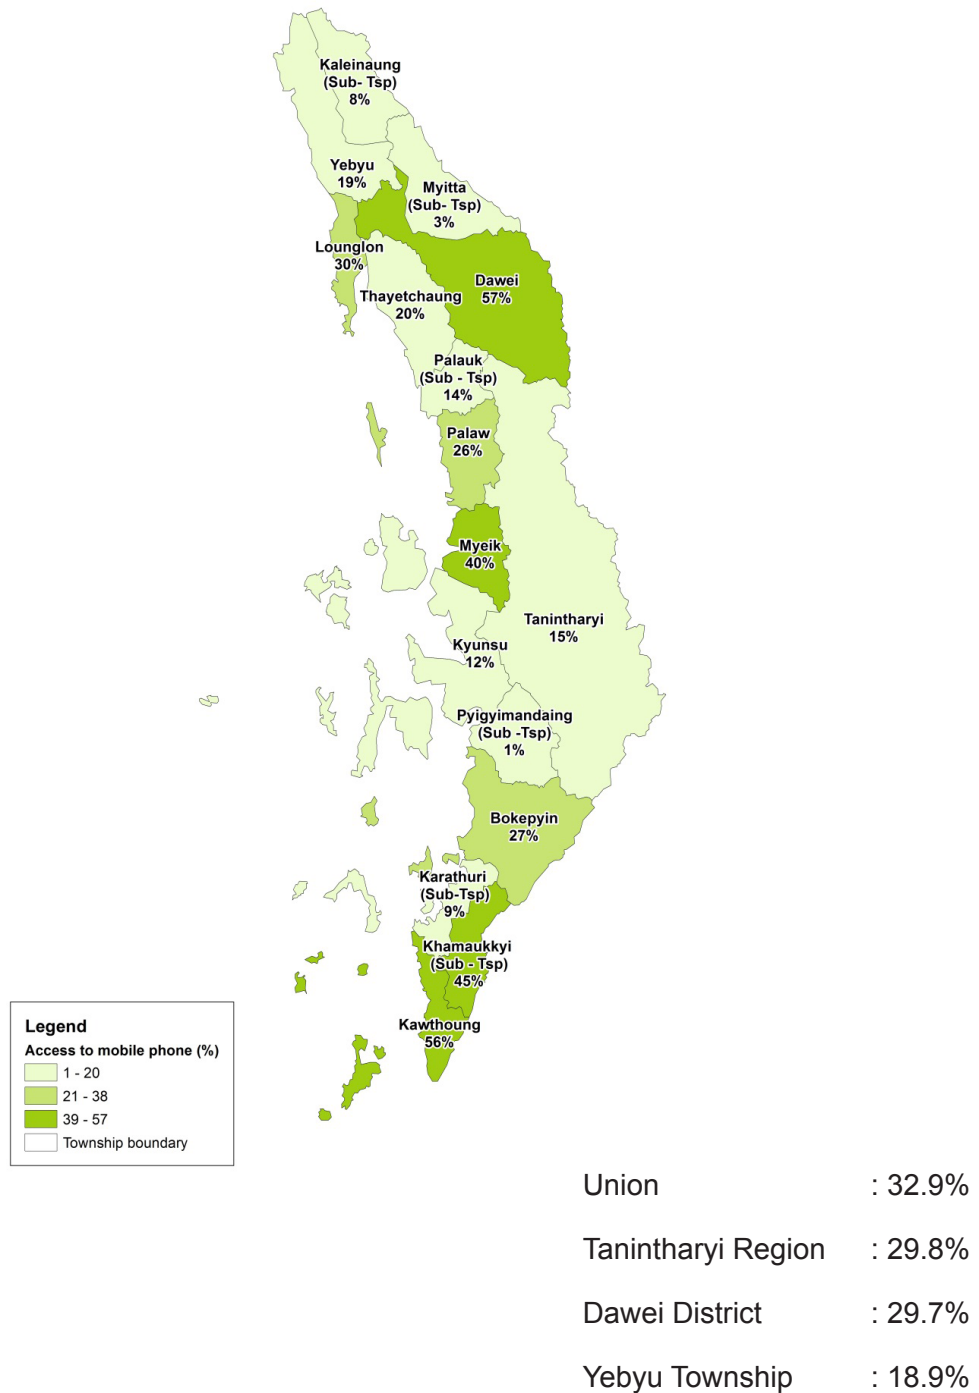 Kaleinaung
(Sub- Tsp)
8%
Yebyu
19%
Myitta
(Sub- Tsp)
3%
Lounglon
30%
Dawei
57%
Thayetchaung
20%
Palauk
(Sub - Tsp)
14%
Palaw
26%
Myeik
40%
Tanintharyi
15%
Kyunsu
12%
Pyigyimandaing
(Sub -Tsp)
1%
Bokepyin
27%
Karathuri
(Sub-Tsp)
9%
Khamaukkyi
(Sub - Tsp)
45%
Kawthoung
56%
Legend
Access to mobile phone (%)
1 - 20
21 - 38
39 - 57
Township boundary
Union : 32.9%
Tanintharyi Region : 29.8%
Dawei District : 29.7%
Yebyu Township : 18.9%